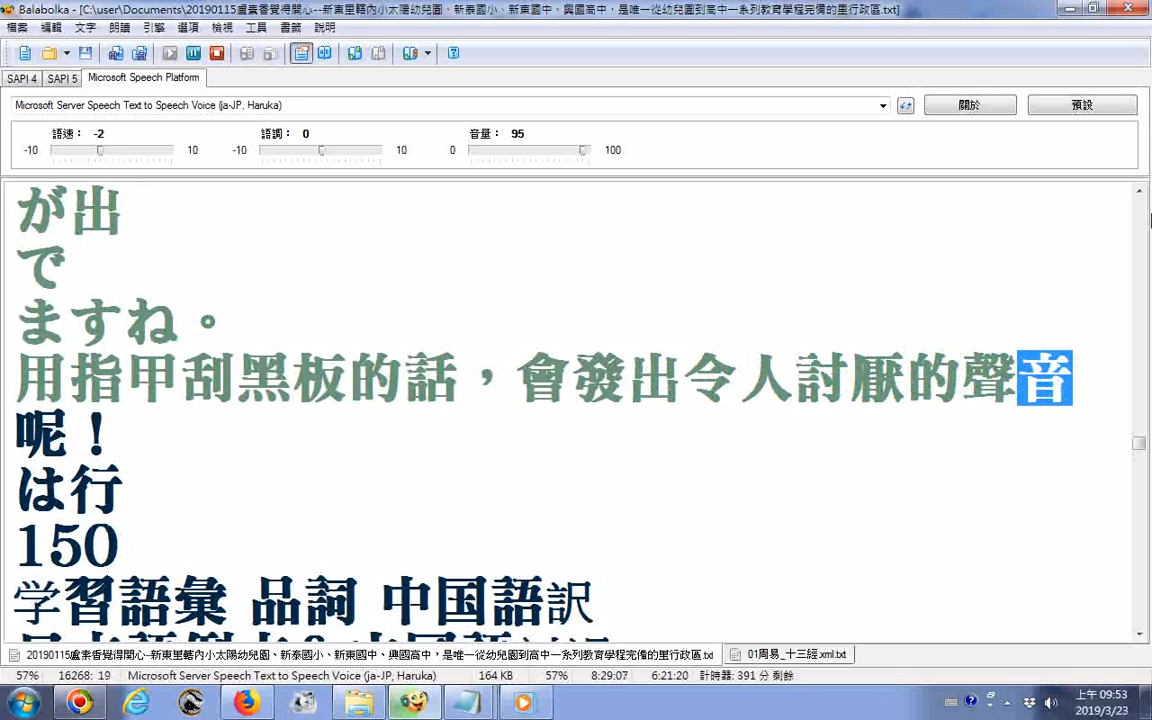 Balabolka - [C:\user\Documents\20190115盧素香覺得開心--新東里轄內小太陽幼兒園、新泰國小、新東國中、興國高中，是唯一從幼兒園到高中一系列教育學程完備的里行政區.txt]
檔案 編輯 文字 朗讀 引擎 選項 檢視 工具 書籤 說明
SAPI 4 SAPI 5 Microsoft Speech Platform
Microsoft Server Speech Text to Speech Voice (ja-JP, Haruka) 關於 預設
語速： -2 語調： 0 音量： 95
-10 10 -10 10 0 100
が出
で
ますね。
用指甲刮黑板的話，會發出令人討厭的聲音
呢！
は行
150
学習語彙 品詞 中国語訳
20190115盧素香覺得開心--新東里轄內小太陽幼兒園、新泰國小、新東國中、興國高中，是唯一從幼兒園到高中一系列教育學程完備的里行政區.txt 01周易_十三經.xml.txt
57% 16268: 19 Microsoft Server Speech Text to Speech Voice (ja-JP, Haruka) 164 KB 57% 8:29:07 6:21:20 計時器: 391 分 剩餘
上午 09:53
2019/3/23